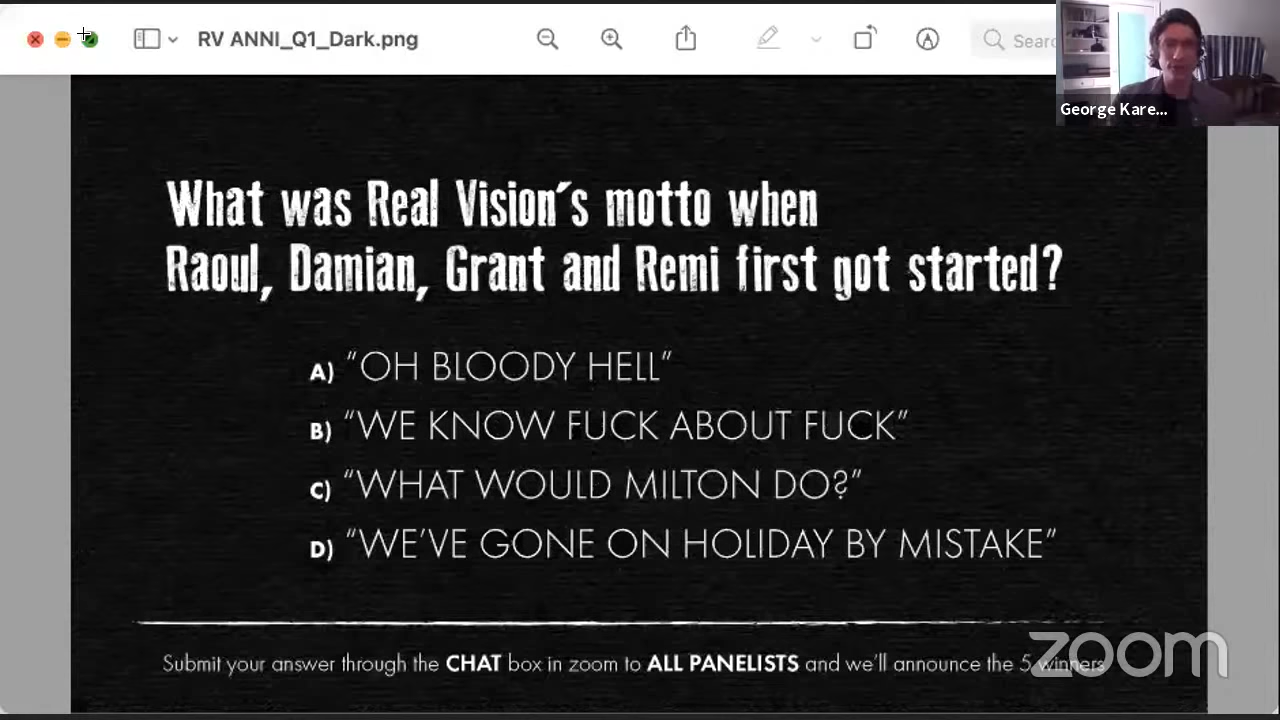 RV ANNI_Q1_Dark.png
Searc
George Kare...
What was Real Vision's motto when
Raoul, Damian, Grant and Remi first got started?
A) "OH BLOODY HELL"
B) "WE KNOW FUCK ABOUT FUCK"
C) "WHAT WOULD MILTON DO?"
D) "WE'VE GONE ON HOLIDAY BY MISTAKE"
Submit your answer through the CHAT box in zoom to ALL PANELISTS and we'll announce the 5 winners
zoom